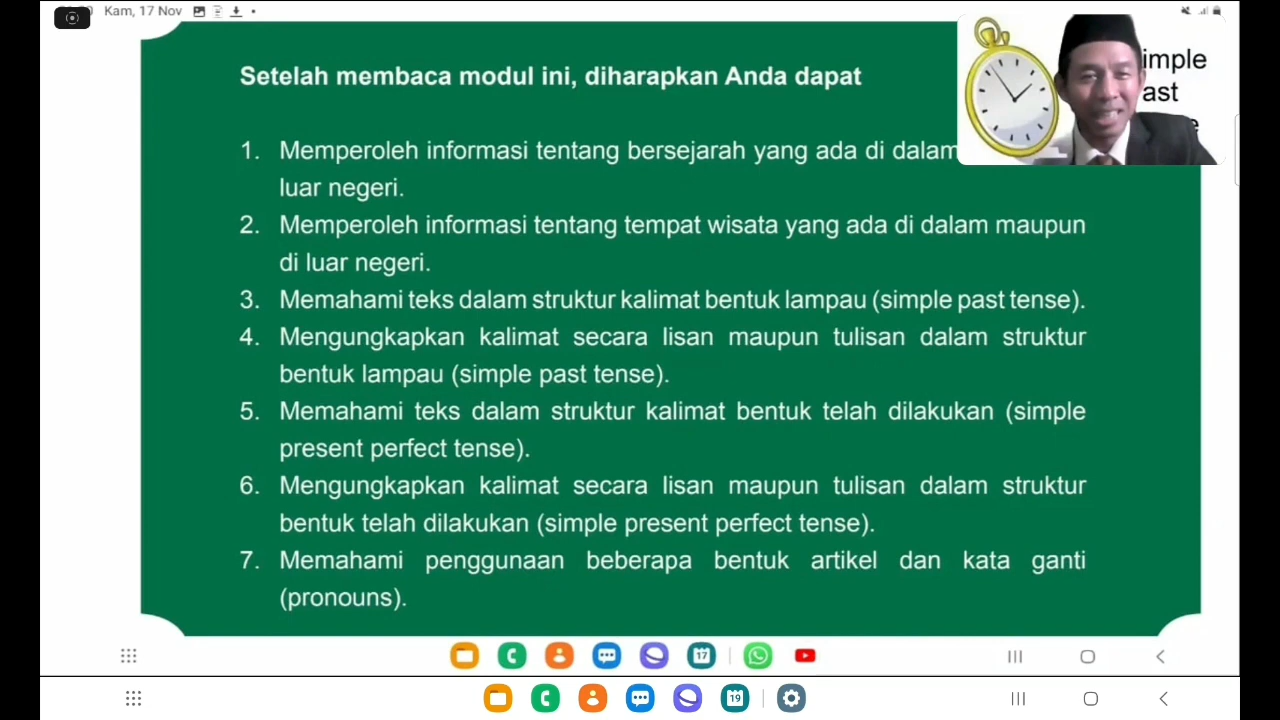 Kam, 17 Nov
Setelah membaca modul ini, diharapkan Anda dapat
imple
ast
1. Memperoleh informasi tentang bersejarah yang ada di dalam
luar negeri.
2. Memperoleh informasi tentang tempat wisata yang ada di dalam maupun
di luar negeri.
3. Memahami teks dalam struktur kalimat bentuk lampau (simple past tense).
4. Mengungkapkan kalimat secara lisan maupun tulisan dalam struktur
bentuk lampau (simple past tense).
5. Memahami teks dalam struktur kalimat bentuk telah dilakukan (simple
present perfect tense).
6. Mengungkapkan kalimat secara lisan maupun tulisan dalam struktur
bentuk telah dilakukan (simple present perfect tense).
7. Memahami penggunaan beberapa bentuk artikel dan kata ganti
(pronouns).
17
19